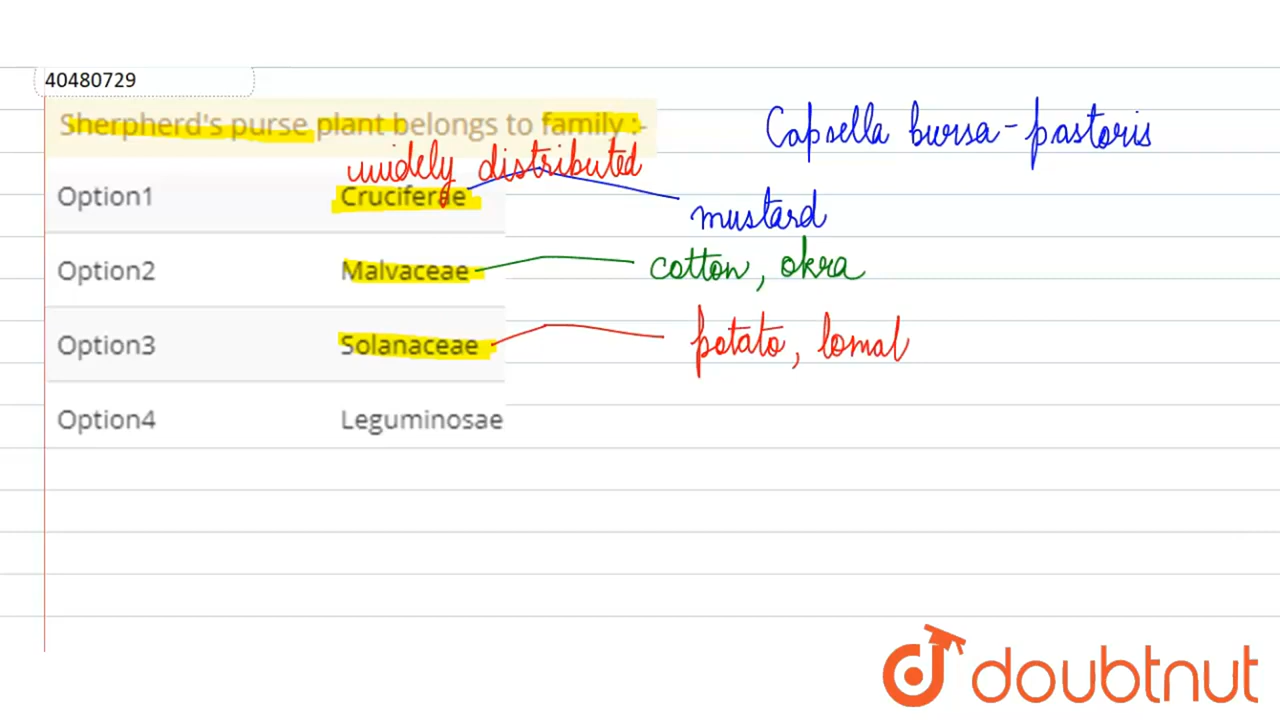 40480729
Sherpherd's purse plant belongs to family :-
Capsella bursa-pastoris
widely distributed
Option1 Cruciferae
mustard
Option2 Malvaceae
cotton, okra
Option3 Solanaceae
potato, tomat
Option4 Leguminosae
doubtnut